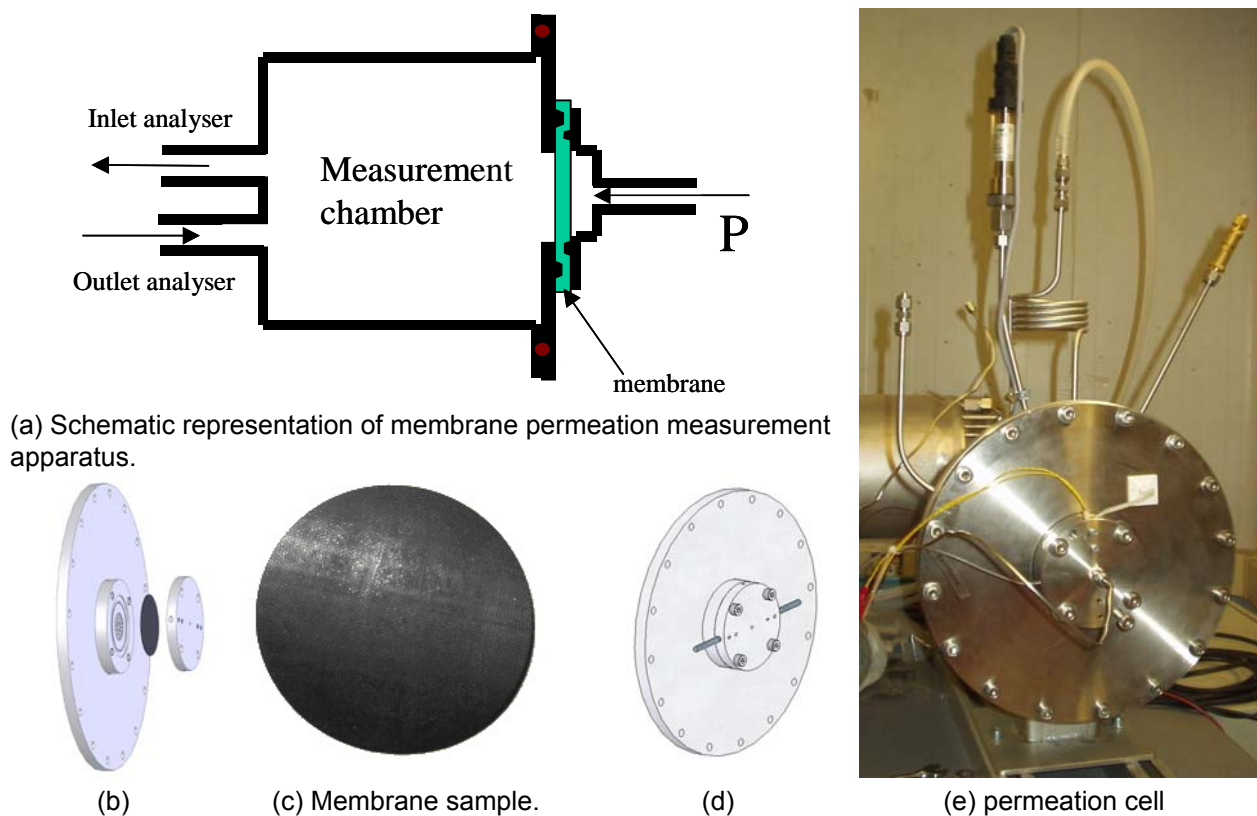 Inlet analyser
Measurement
chamber
P
Outlet analyser
membrane
(a) Schematic representation of membrane permeation measurement
apparatus.
(b)
(c) Membrane sample.
(d)
(e) permeation cell